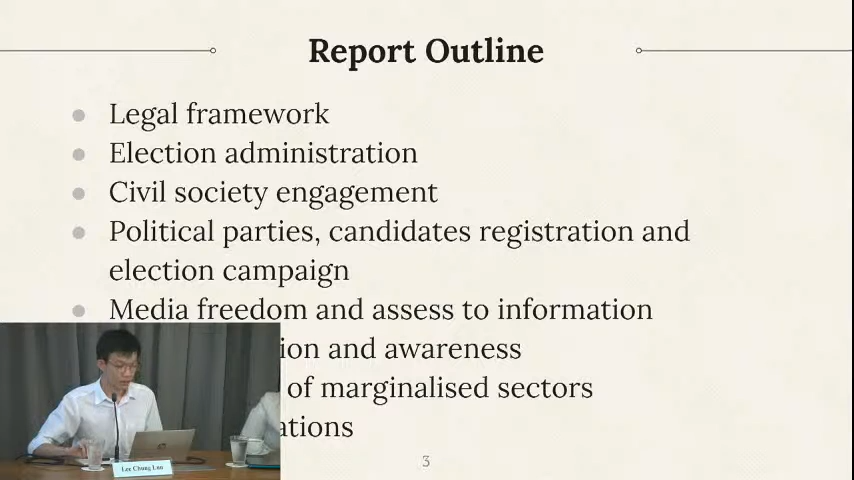 Report Outline
Legal framework
Election administration
Civil society engagement
Political parties, candidates registration and
election campaign
Media freedom and assess to information
ion and awareness
of marginalised sectors
ations
Lee Chung Lun
3